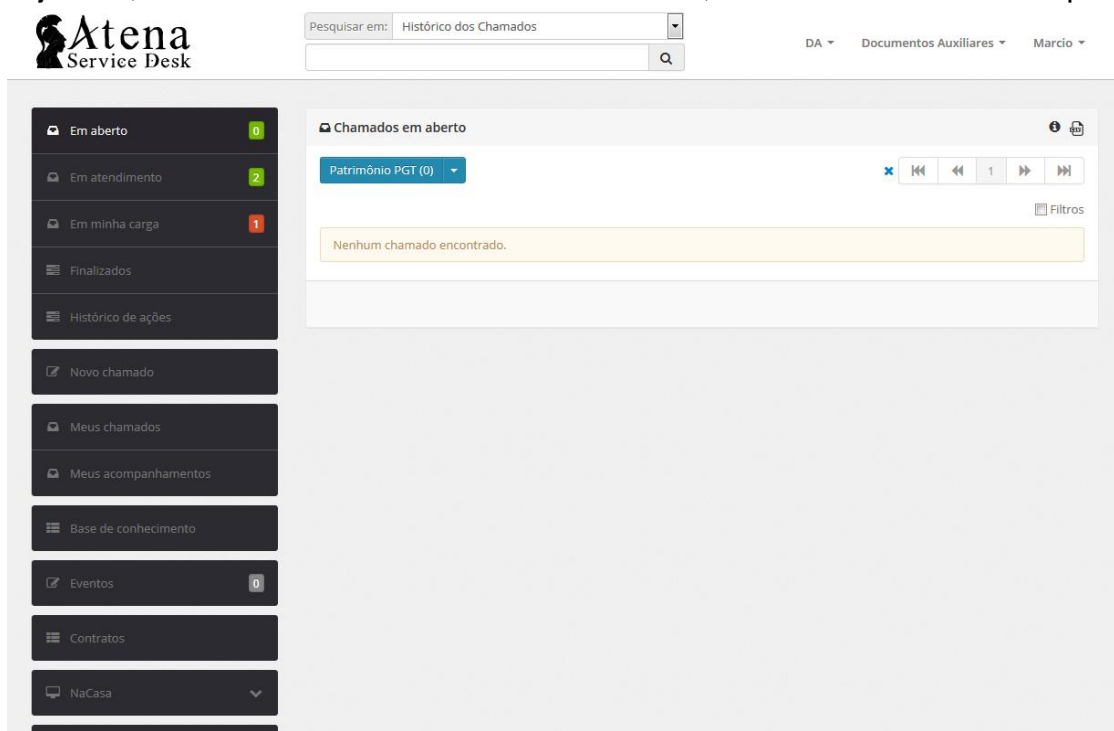 Atena
Service Desk
Pesquisar em: Histórico dos Chamados
DA
Documentos Auxiliares
Marcio
Em aberto 0
Em atendimento 2
Em minha carga 1
Finalizados
Histórico de ações
Novo chamado
Meus chamados
Meus acompanhamentos
Base de conhecimento
Eventos 0
Contratos
NaCasa
Chamados em aberto
Patrimônio PGT (0)
1
Filtros
Nenhum chamado encontrado.